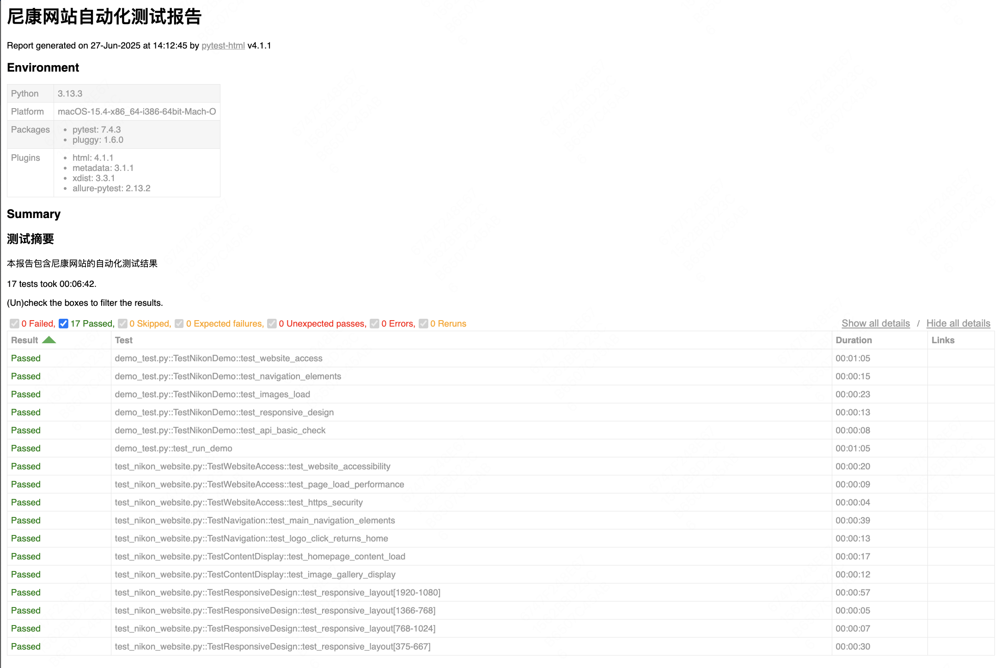 尼康网站自动化测试报告
Report generated on 27-Jun-2025 at 14:12:45 by pytest-html v4.1.1
Environment
Python 3.13.3
Platform macOS-15.4-x86_64-i386-64bit-Mach-O
Packages • pytest: 7.4.3
• pluggy: 1.6.0
Plugins • html: 4.1.1
• metadata: 3.1.1
• xdist: 3.3.1
• allure-pytest: 2.13.2
Summary
测试摘要
本报告包含尼康网站的自动化测试结果
17 tests took 00:06:42.
(Un)check the boxes to filter the results.
0 Failed, 17 Passed, 0 Skipped, 0 Expected failures, 0 Unexpected passes, 0 Errors, 0 Reruns Show all details / Hide all details
Result Test Duration Links
Passed demo_test.py::TestNikonDemo::test_website_access 00:01:05
Passed demo_test.py::TestNikonDemo::test_navigation_elements 00:00:15
Passed demo_test.py::TestNikonDemo::test_images_load 00:00:23
Passed demo_test.py::TestNikonDemo::test_responsive_design 00:00:13
Passed demo_test.py::TestNikonDemo::test_api_basic_check 00:00:08
Passed demo_test.py::test_run_demo 00:01:05
Passed test_nikon_website.py::TestWebsiteAccess::test_website_accessibility 00:00:20
Passed test_nikon_website.py::TestWebsiteAccess::test_page_load_performance 00:00:09
Passed test_nikon_website.py::TestWebsiteAccess::test_https_security 00:00:04
Passed test_nikon_website.py::TestNavigation::test_main_navigation_elements 00:00:39
Passed test_nikon_website.py::TestNavigation::test_logo_click_returns_home 00:00:13
Passed test_nikon_website.py::TestContentDisplay::test_homepage_content_load 00:00:17
Passed test_nikon_website.py::TestContentDisplay::test_image_gallery_display 00:00:12
Passed test_nikon_website.py::TestResponsiveDesign::test_responsive_layout[1920-1080] 00:00:57
Passed test_nikon_website.py::TestResponsiveDesign::test_responsive_layout[1366-768] 00:00:05
Passed test_nikon_website.py::TestResponsiveDesign::test_responsive_layout[768-1024] 00:00:07
Passed test_nikon_website.py::TestResponsiveDesign::test_responsive_layout[375-667] 00:00:30